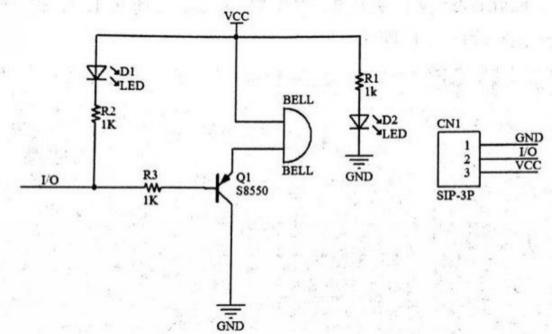 VCC
D1
LED
R2
1K
BELL
BELL
R1
1k
D2
LED
GND
CN1
1 GND
2 I/O
3 VCC
SIP-3P
I/O
R3
1K
Q1
S8550
GND